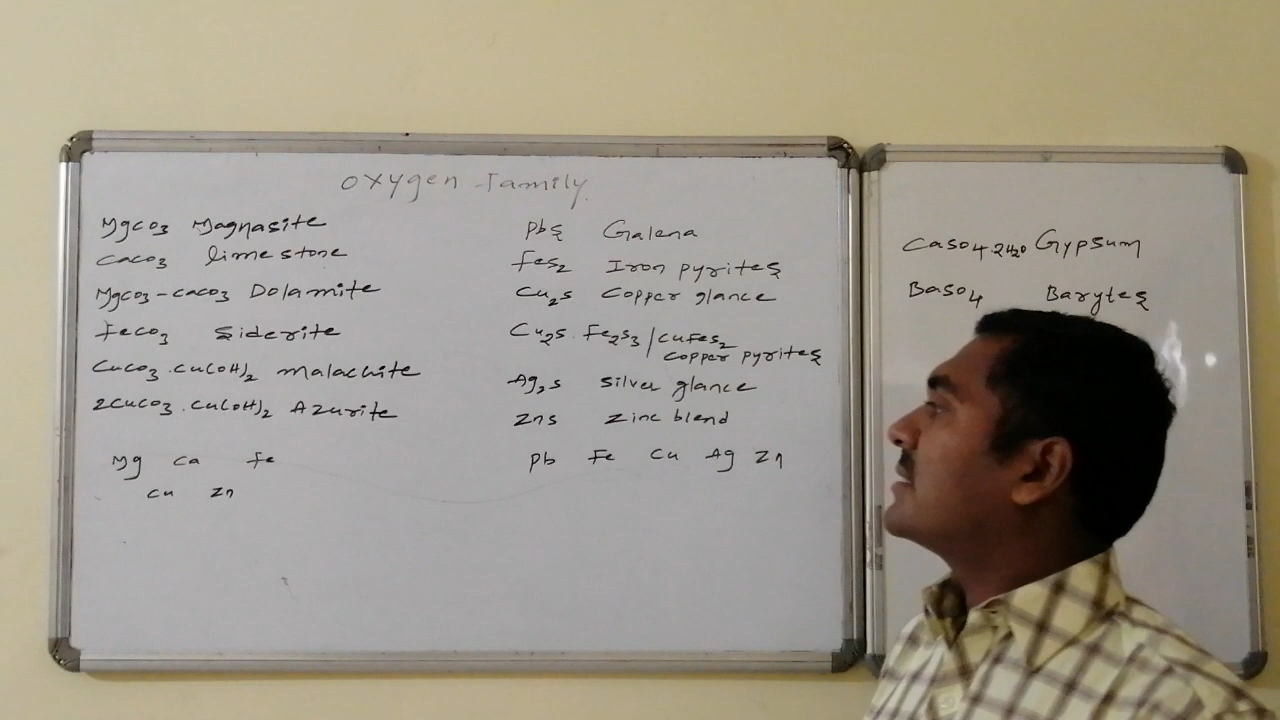 Oxygen Family
MgCO3 Magnasite
CaCO3 limestone
MgCO3-CaCO3 Dolamite
FeCO3 Siderite
CuCO3.Cu(OH)2 malachite
2CuCO3.Cu(OH)2 Azurite
Mg Ca Fe
Cu Zn
PbS Galena
FeS2 Iron pyrites
Cu2S Copper glance
Cu2S.Fe2S3/CuFeS2
Copper pyrites
Ag2S silver glance
ZnS Zinc blend
Pb Fe Cu Ag Zn
CaSO4 2H2O Gypsum
BaSO4 Barytes